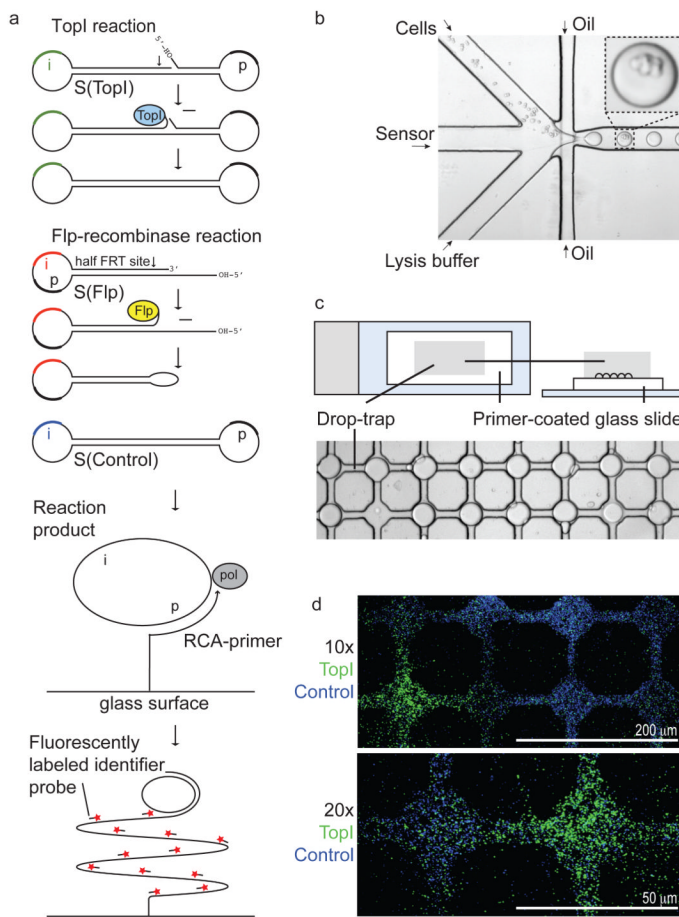 a
TopI reaction
5'-HO
i
p
S(TopI)
TopI
Flp-recombinase reaction
i
half FRT site↓
3'
p
OH-5'
S(Flp)
Flp
OH-5'
i
p
S(Control)
Reaction
product
i
pol
p
RCA-primer
glass surface
Fluorescently
labeled identifier
probe
b
Cells
Oil
Sensor
Lysis buffer
Oil
c
Drop-trap
Primer-coated glass slide
d
10x
TopI
Control
200 µm
20x
TopI
Control
50 µm